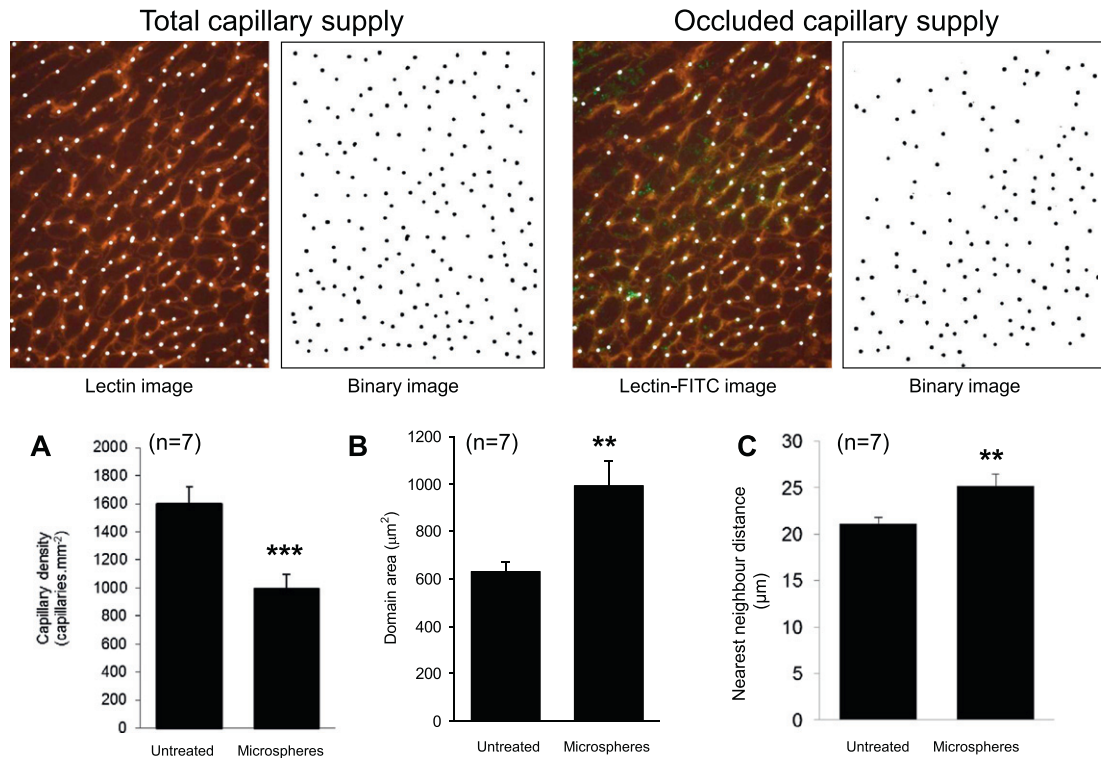 Total capillary supply
Occluded capillary supply
Lectin image
Binary image
Lectin-FITC image
Binary image
A
(n=7)
Capillary density
(capillaries.mm-2)
2000
1800
1600
1400
1200
1000
800
600
400
200
0
***
Untreated
Microspheres
B
(n=7)
Domain area (µm²)
1200
1000
800
600
400
200
0
**
Untreated
Microspheres
C
(n=7)
Nearest neighbour distance
(µm)
30
25
20
15
10
5
0
**
Untreated
Microspheres